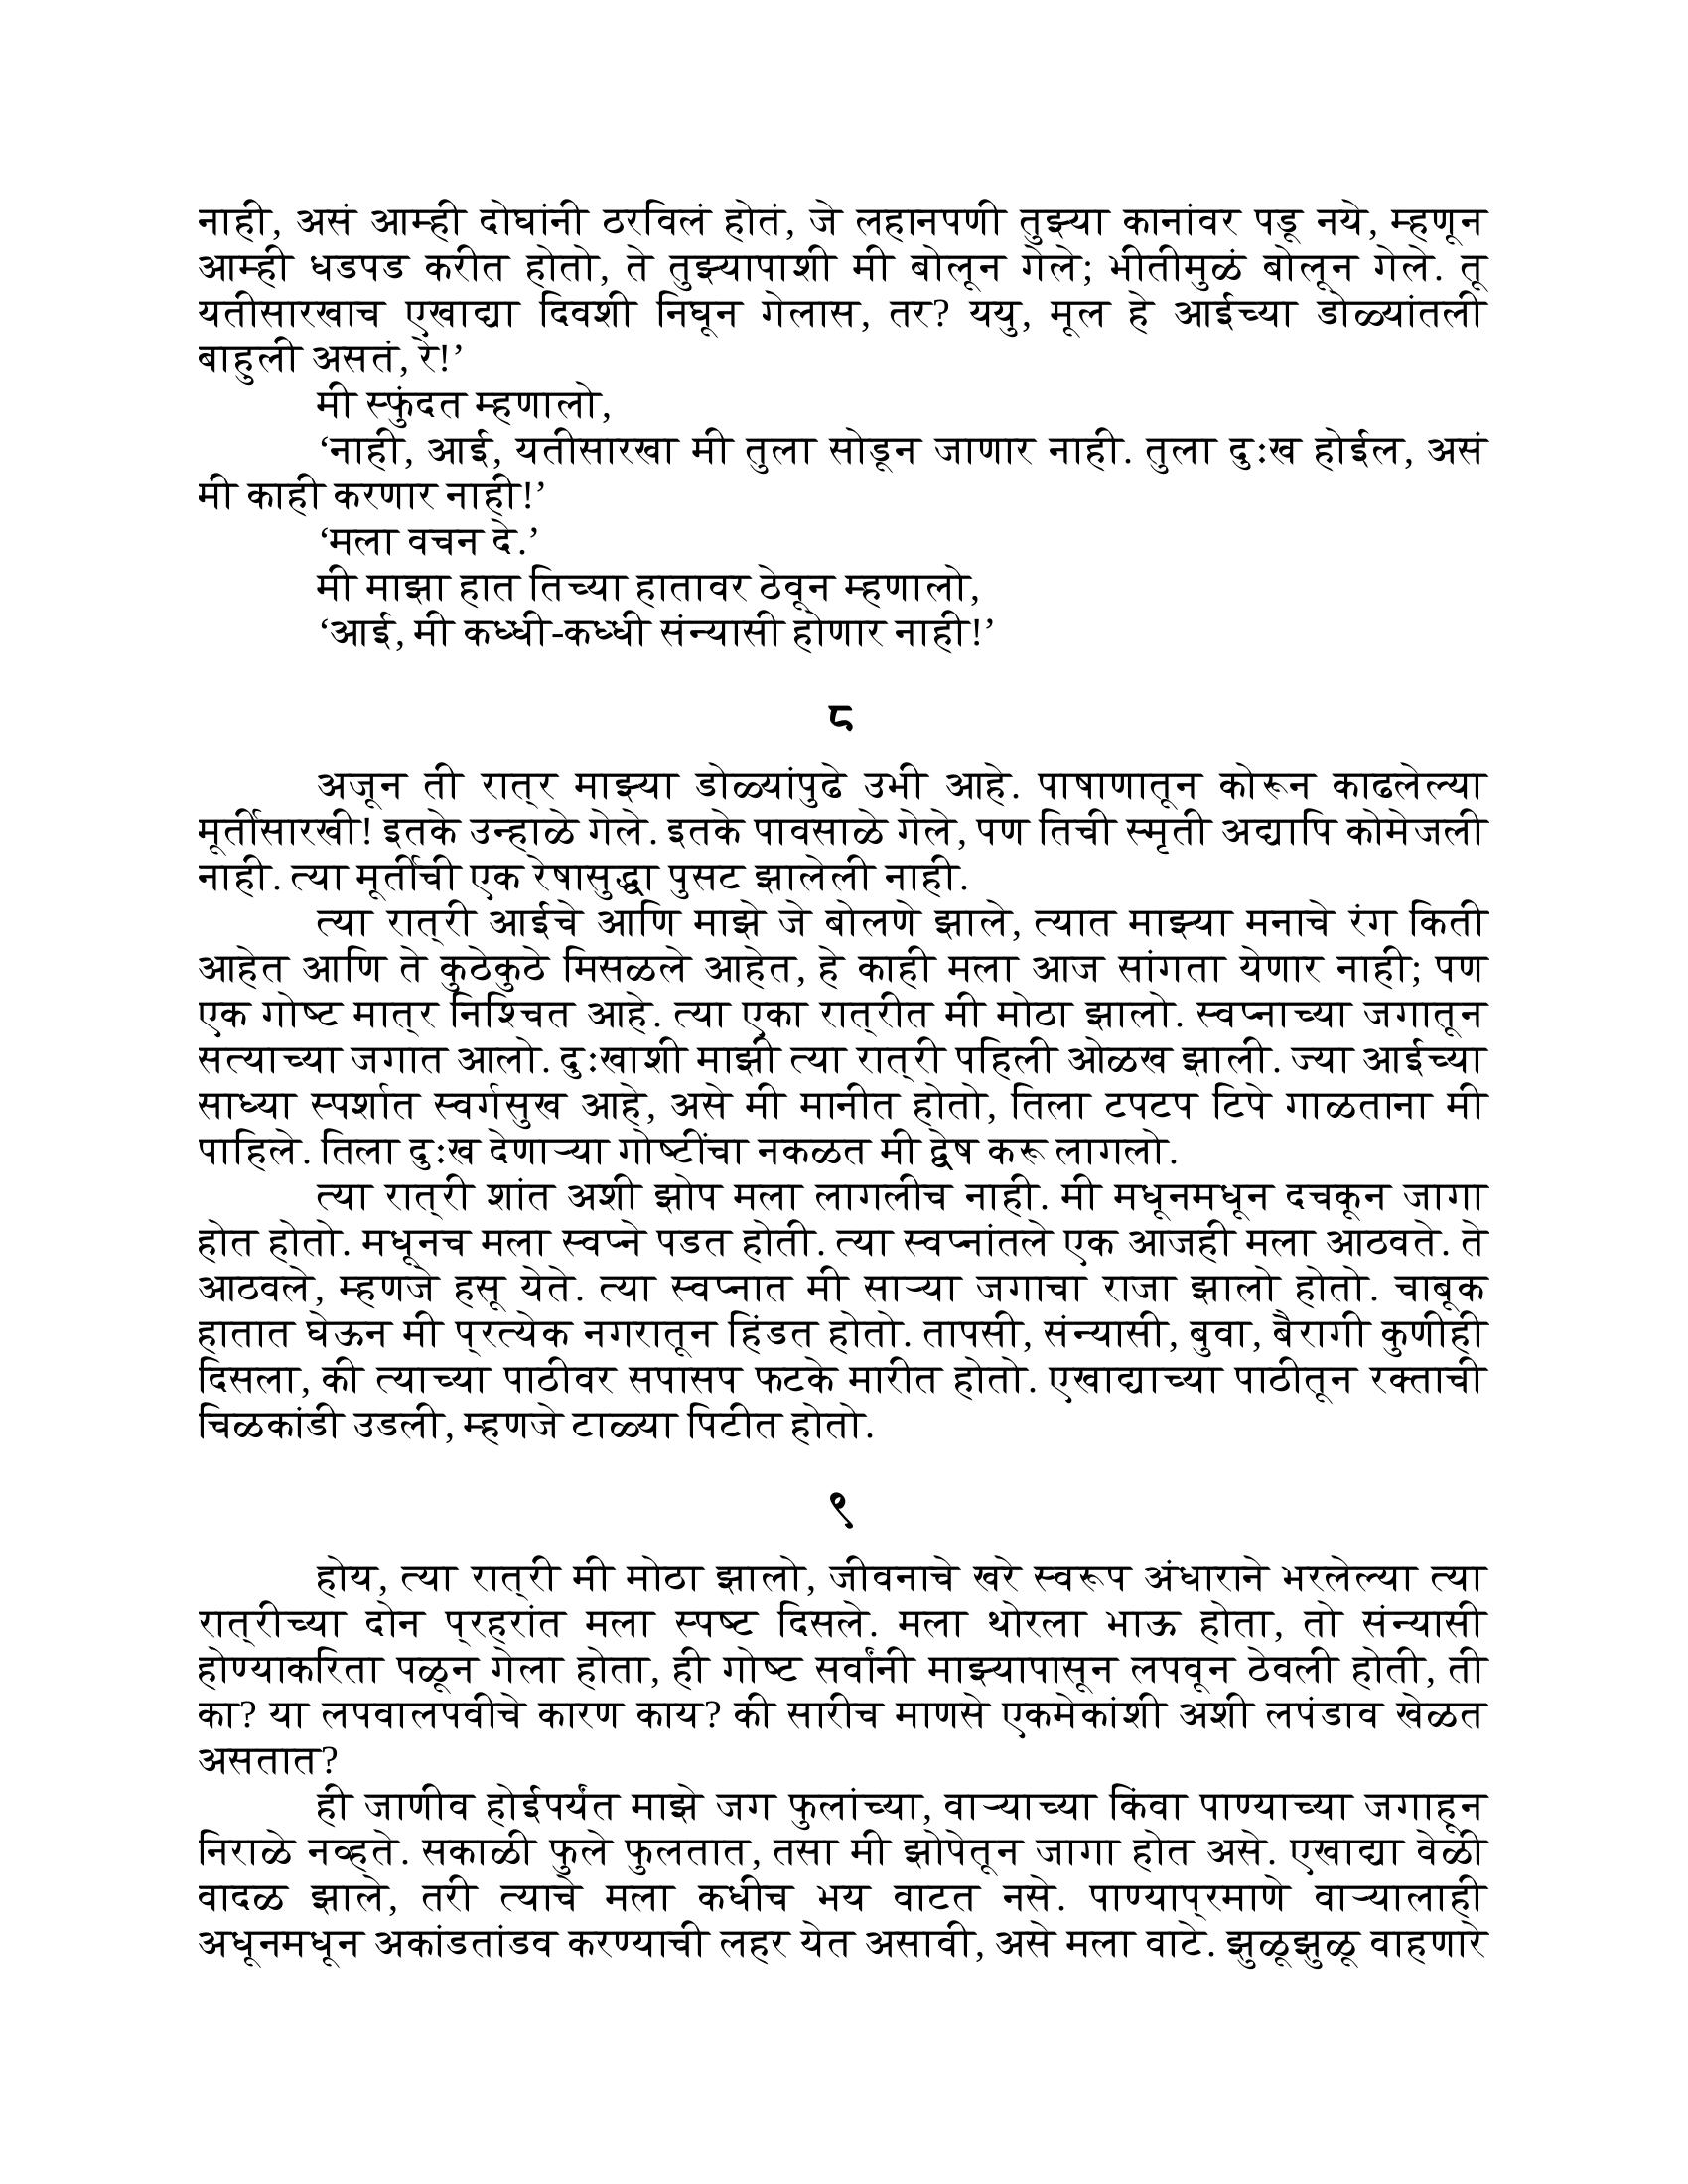 नाही, असं आम्ही दोघांनी ठरविलं होतं, जे लहानपणी तुझ्या कानांवर पडू नये, म्हणून
आम्ही धडपड करीत होतो, ते तुझ्यापाशी मी बोलून गेले; भीतीमुळं बोलून गेले. तू
यतीसारखाच एखाद्या दिवशी निघून गेलास, तर? ययु, मूल हे आईच्या डोळ्यांतली
बाहुली असतं, रे!’
मी स्फुंदत म्हणालो,
‘नाही, आई, यतीसारखा मी तुला सोडून जाणार नाही. तुला दुःख होईल, असं
मी काही करणार नाही!’
‘मला वचन दे.’
मी माझा हात तिच्या हातावर ठेवून म्हणालो,
‘आई, मी कध्धी-कध्धी संन्यासी होणार नाही!’
८
अजून ती रात्र माझ्या डोळ्यांपुढे उभी आहे. पाषाणातून कोरून काढलेल्या
मूर्तीसारखी! इतके उन्हाळे गेले. इतके पावसाळे गेले, पण तिची स्मृती अद्यापि कोमेजली
नाही. त्या मूर्तीची एक रेषासुद्धा पुसट झालेली नाही.
त्या रात्री आईचे आणि माझे जे बोलणे झाले, त्यात माझ्या मनाचे रंग किती
आहेत आणि ते कुठेकुठे मिसळले आहेत, हे काही मला आज सांगता येणार नाही; पण
एक गोष्ट मात्र निश्चित आहे. त्या एका रात्रीत मी मोठा झालो. स्वप्नाच्या जगातून
सत्याच्या जगात आलो. दुःखाशी माझी त्या रात्री पहिली ओळख झाली. ज्या आईच्या
साध्या स्पर्शात स्वर्गसुख आहे, असे मी मानीत होतो, तिला टपटप टिपे गाळताना मी
पाहिले. तिला दुःख देणाऱ्या गोष्टींचा नकळत मी द्वेष करू लागलो.
त्या रात्री शांत अशी झोप मला लागलीच नाही. मी मधूनमधून दचकून जागा
होत होतो. मधूनच मला स्वप्ने पडत होती. त्या स्वप्नांतले एक आजही मला आठवते. ते
आठवले, म्हणजे हसू येते. त्या स्वप्नात मी साऱ्या जगाचा राजा झालो होतो. चाबूक
हातात घेऊन मी प्रत्येक नगरातून हिंडत होतो. तापसी, संन्यासी, बुवा, बैरागी कुणीही
दिसला, की त्याच्या पाठीवर सपासप फटके मारीत होतो. एखाद्याच्या पाठीतून रक्ताची
चिळकांडी उडली, म्हणजे टाळ्या पिटीत होतो.
९
होय, त्या रात्री मी मोठा झालो, जीवनाचे खरे स्वरूप अंधाराने भरलेल्या त्या
रात्रीच्या दोन प्रहरांत मला स्पष्ट दिसले. मला थोरला भाऊ होता, तो संन्यासी
होण्याकरिता पळून गेला होता, ही गोष्ट सर्वांनी माझ्यापासून लपवून ठेवली होती, ती
का? या लपवालपवीचे कारण काय? की सारीच माणसे एकमेकांशी अशी लपंडाव खेळत
असतात?
ही जाणीव होईपर्यंत माझे जग फुलांच्या, वाऱ्याच्या किंवा पाण्याच्या जगाहून
निराळे नव्हते. सकाळी फुले फुलतात, तसा मी झोपेतून जागा होत असे. एखाद्या वेळी
वादळ झाले, तरी त्याचे मला कधीच भय वाटत नसे. पाण्याप्रमाणे वाऱ्यालाही
अधूनमधून अकांडतांडव करण्याची लहर येत असावी, असे मला वाटे. झुळूझुळू वाहणारे